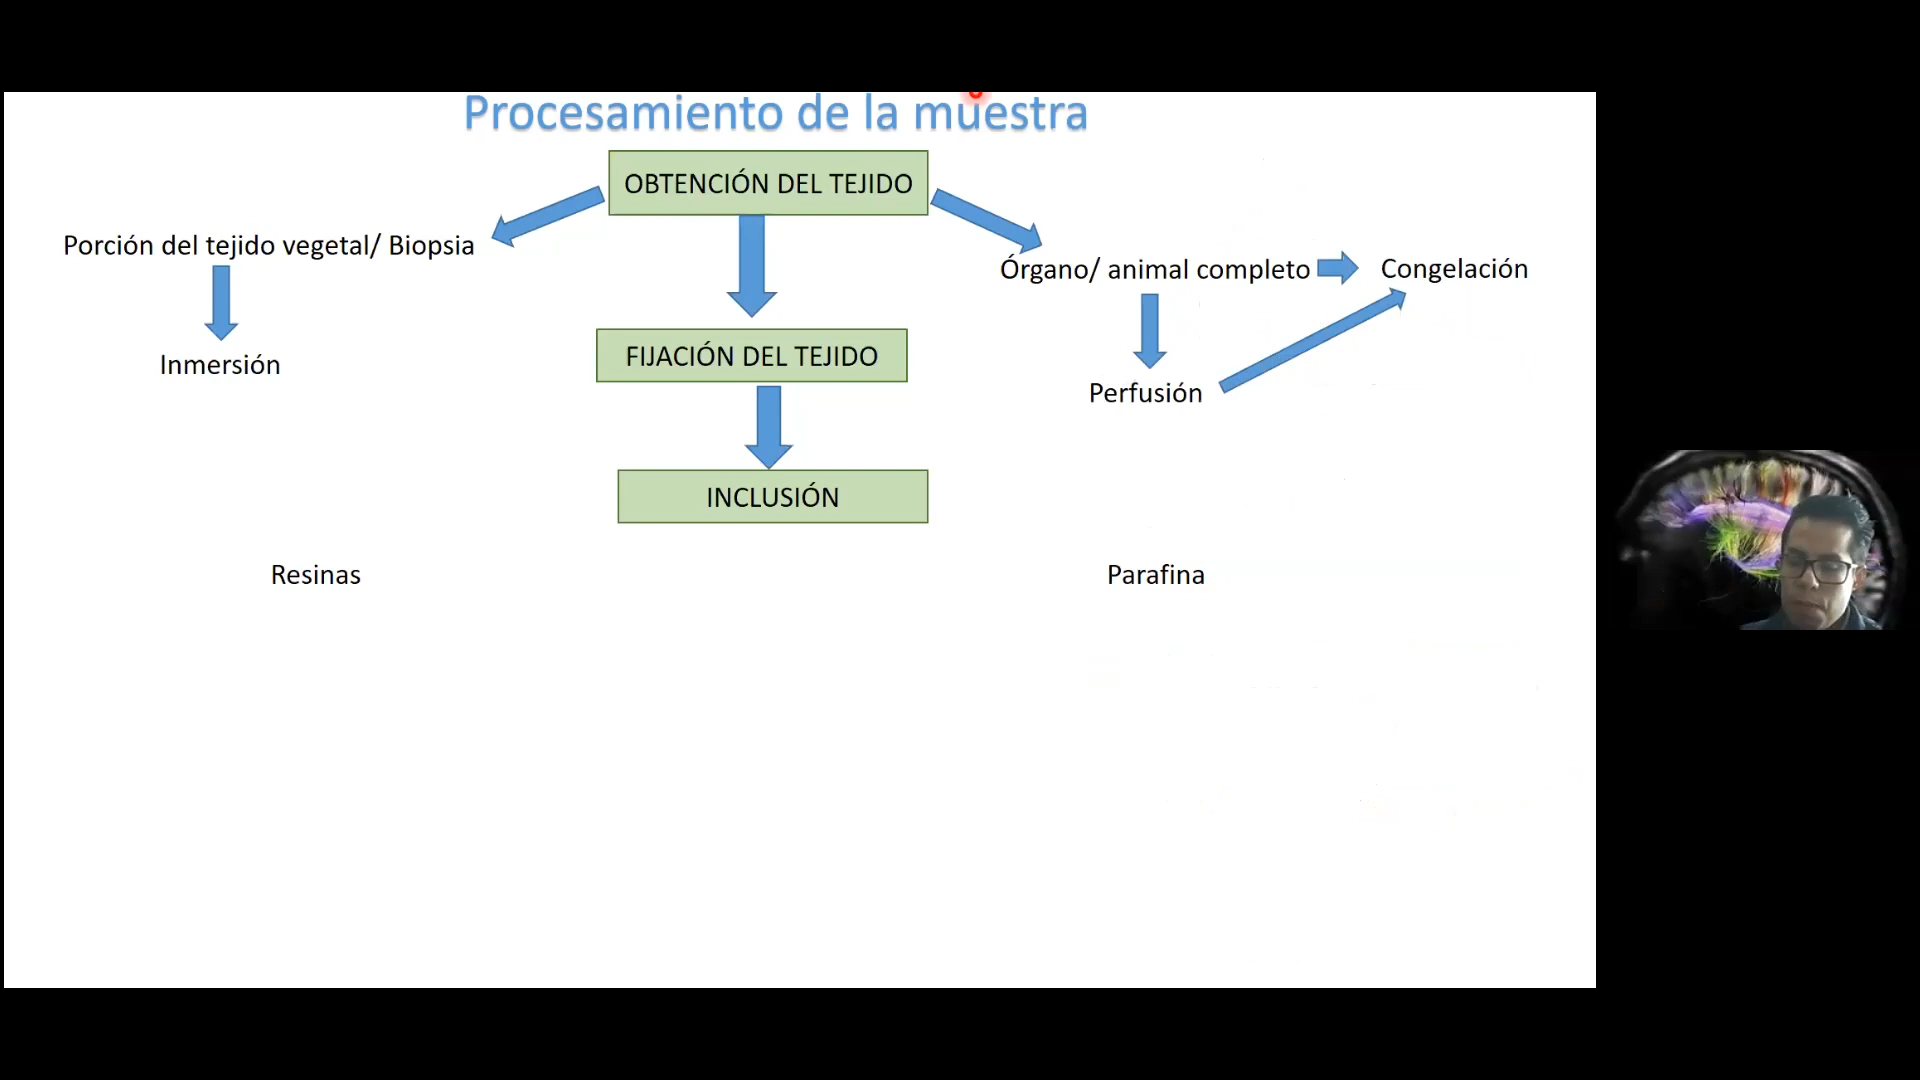 Procesamiento de la muestra
OBTENCIÓN DEL TEJIDO
Porción del tejido vegetal/ Biopsia
Órgano/ animal completo
Congelación
Inmersión
FIJACIÓN DEL TEJIDO
Perfusión
INCLUSIÓN
Resinas
Parafina